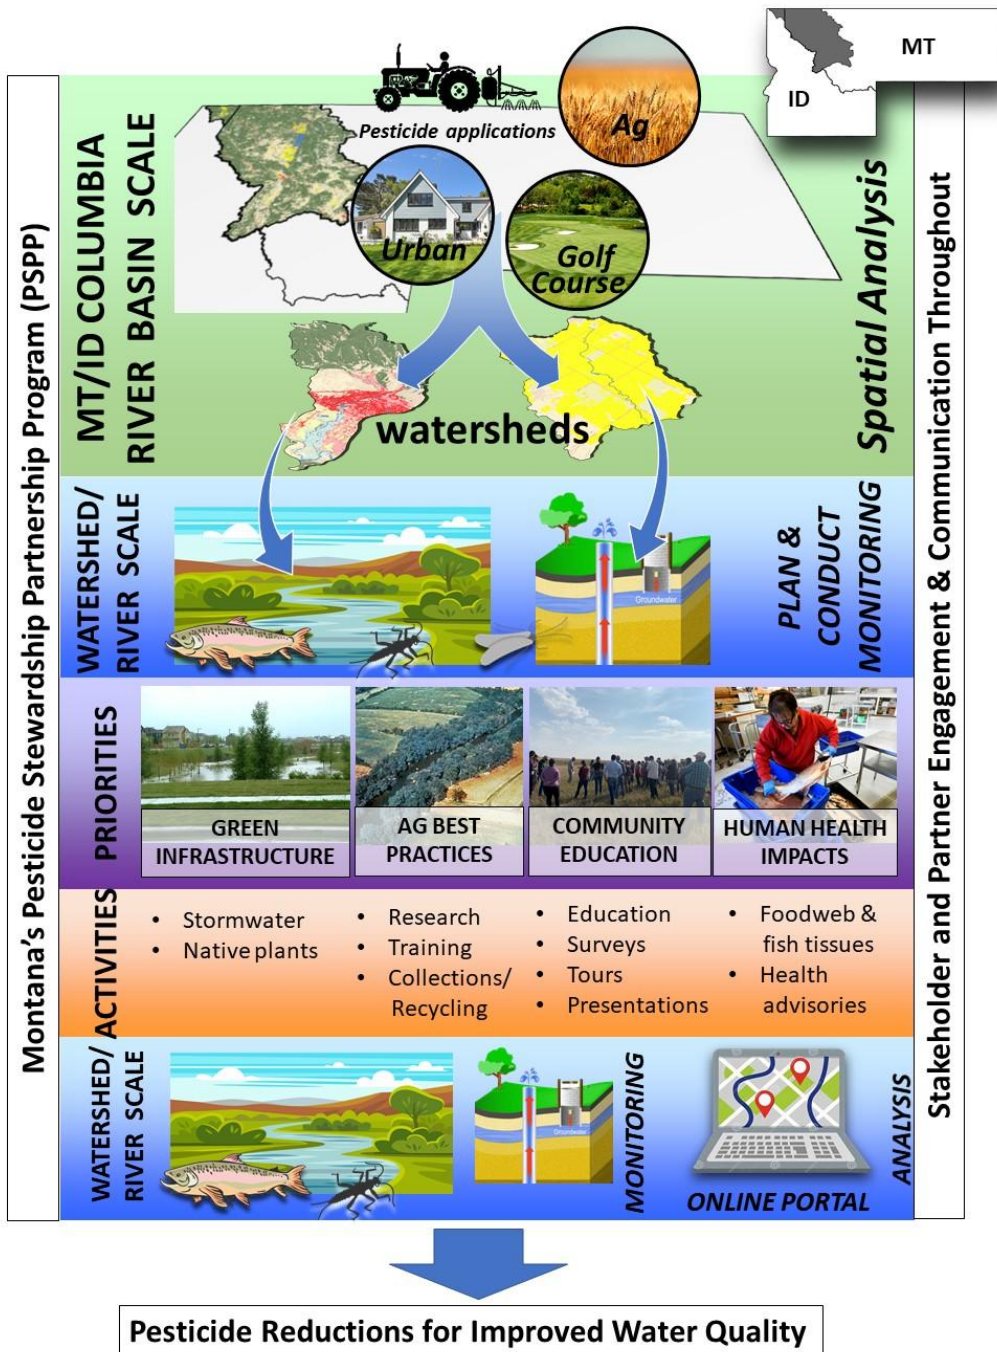 MT
ID
Montana's Pesticide Stewardship Partnership Program (PSPP)
Stakeholder and Partner Engagement & Communication Throughout
MT/ID COLUMBIA
RIVER BASIN SCALE
Pesticide applications
Ag
Urban
Golf
Course
Spatial Analysis
watersheds
WATERSHED/
RIVER SCALE
Groundwater
PLAN &
CONDUCT
MONITORING
PRIORITIES
GREEN
INFRASTRUCTURE
AG BEST
PRACTICES
COMMUNITY
EDUCATION
HUMAN HEALTH
IMPACTS
ACTIVITIES
• Stormwater
• Native plants
• Research
• Training
• Collections/
Recycling
• Education
• Surveys
• Tours
• Presentations
• Foodweb &
fish tissues
• Health
advisories
WATERSHED/
RIVER SCALE
Groundwater
MONITORING
ONLINE PORTAL
ANALYSIS
Pesticide Reductions for Improved Water Quality